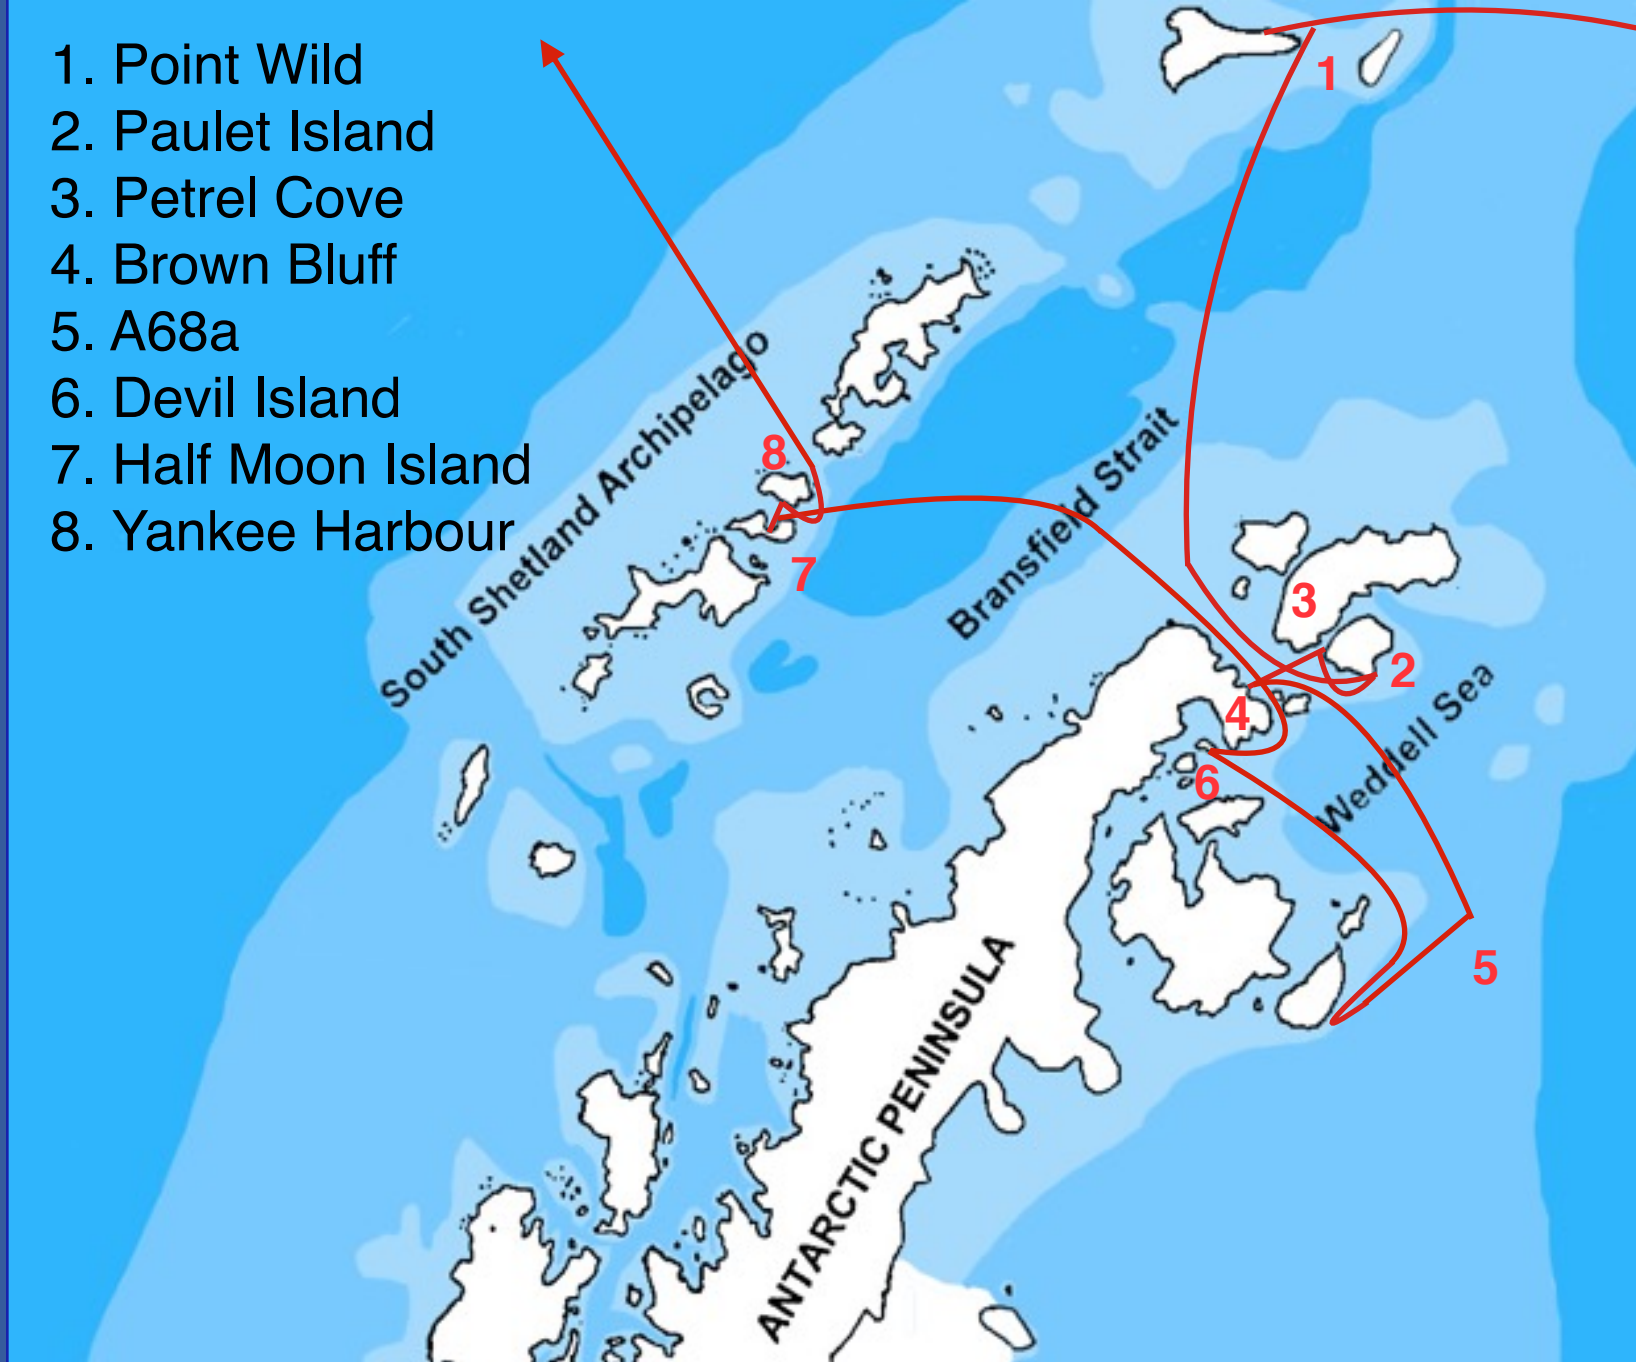 1. Point Wild
2. Paulet Island
3. Petrel Cove
4. Brown Bluff
5. A68a
6. Devil Island
7. Half Moon Island
8. Yankee Harbour
1
South Shetland Archipelago
8
Bransfield Strait
7
3
2
4
Weddell Sea
6
5
ANTARCTIC PENINSULA